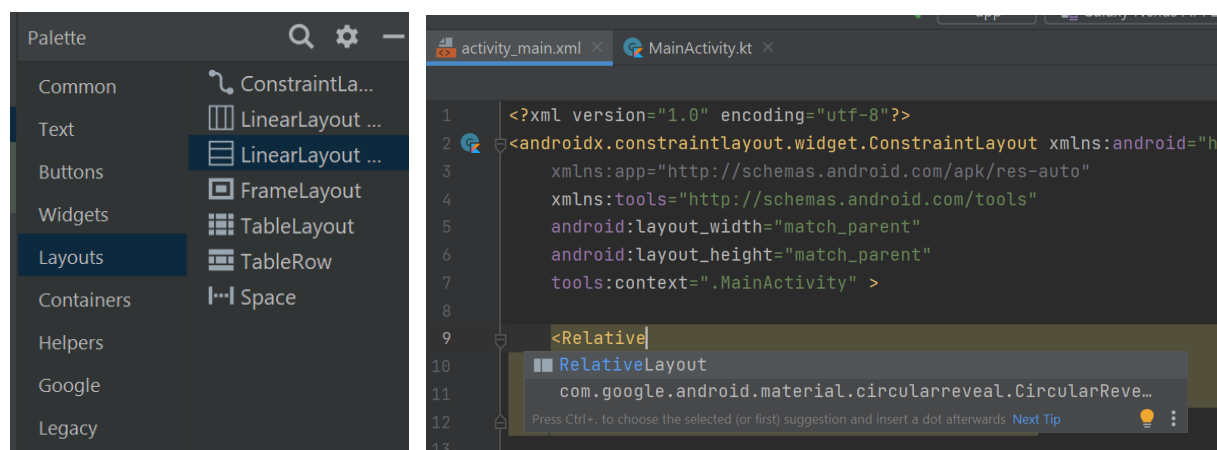 Palette
Common
Text
Buttons
Widgets
Layouts
Containers
Helpers
Google
Legacy
ConstraintLa...
LinearLayout ...
LinearLayout ...
FrameLayout
TableLayout
TableRow
Space
app
activity_main.xml
MainActivity.kt
1 <?xml version="1.0" encoding="utf-8"?>
2 <androidx.constraintlayout.widget.ConstraintLayout xmlns:android="h
3 xmlns:app="http://schemas.android.com/apk/res-auto"
4 xmlns:tools="http://schemas.android.com/tools"
5 android:layout_width="match_parent"
6 android:layout_height="match_parent"
7 tools:context=".MainActivity" >
8
9 <Relative
10 RelativeLayout
11 com.google.android.material.circularreveal.CircularReve…
12 Press Ctrl+. to choose the selected (or first) suggestion and insert a dot afterwards Next Tip
13